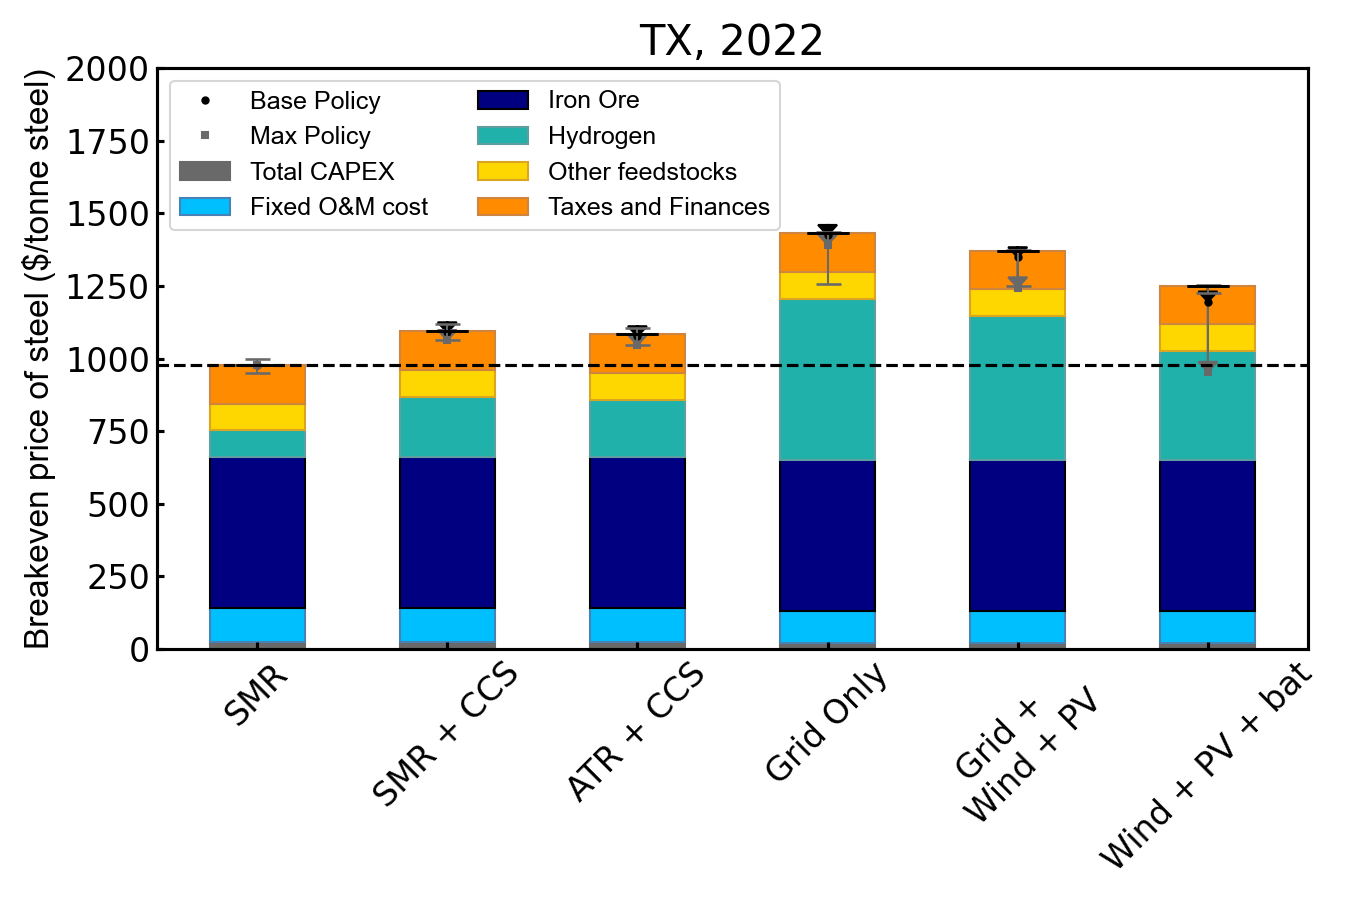 TX, 2022
Breakeven price of steel ($/tonne steel)
2000
1750
1500
1250
1000
750
500
250
0
Base Policy
Max Policy
Total CAPEX
Fixed O&M cost
Iron Ore
Hydrogen
Other feedstocks
Taxes and Finances
SMR
SMR + CCS
ATR + CCS
Grid Only
Grid +
Wind + PV
Wind + PV + bat